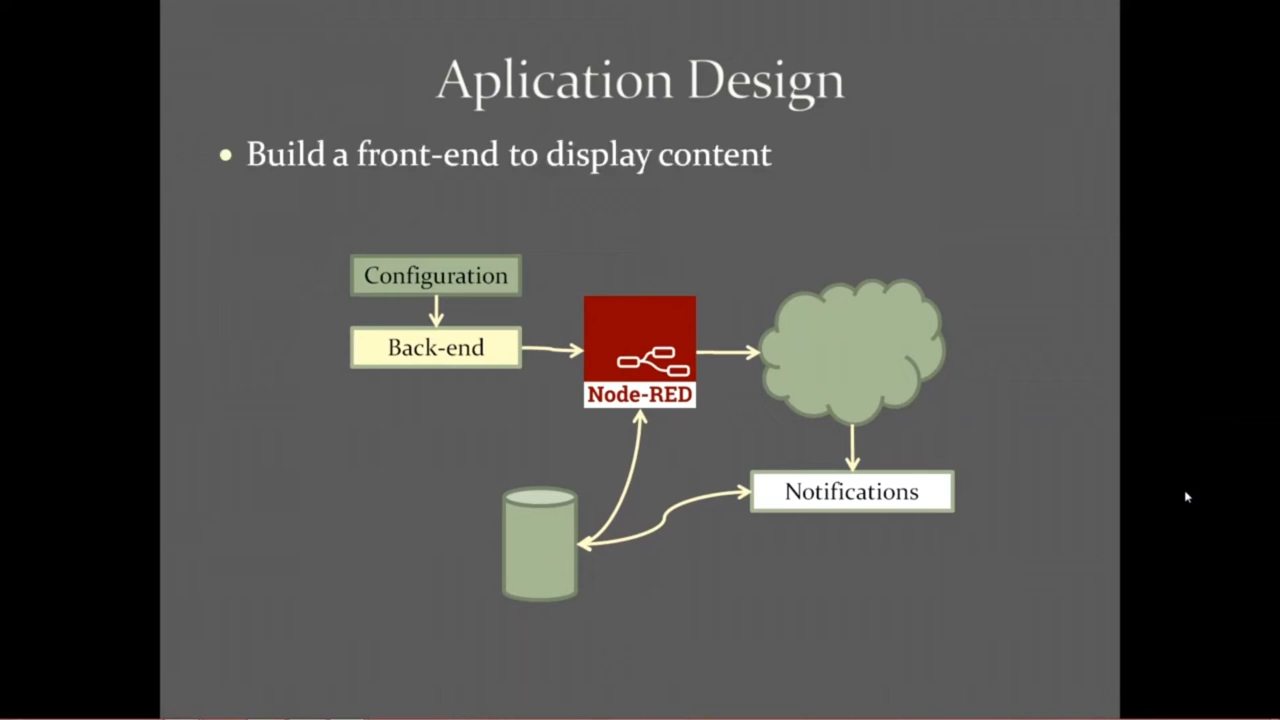 Aplication Design
• Build a front-end to display content
Configuration
Back-end
Node-RED
Notifications